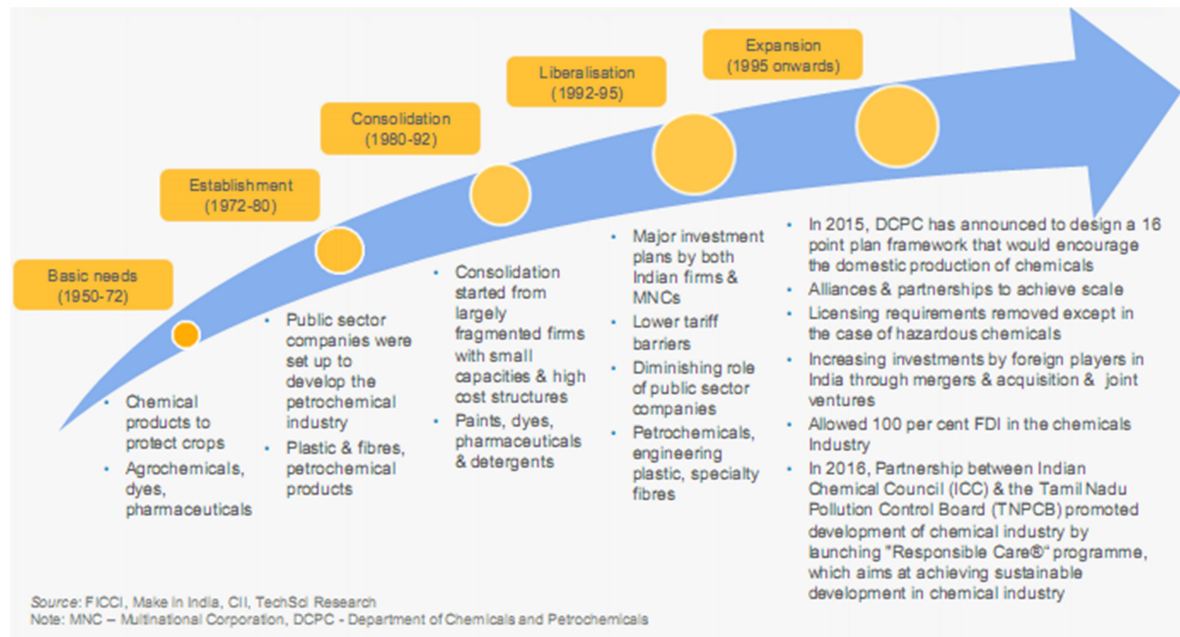 Expansion
(1995 onwards)
Liberalisation
(1992-95)
Consolidation
(1980-92)
Establishment
(1972-80)
Basic needs
(1950-72)
• Chemical
products to
protect crops
• Agrochemicals,
dyes,
pharmaceuticals
• Public sector
companies were
set up to
develop the
petrochemical
industry
• Plastic & fibres,
petrochemical
products
• Consolidation
started from
largely
fragmented firms
with small
capacities & high
cost structures
• Paints, dyes,
pharmaceuticals
& detergents
• Major investment
plans by both
Indian firms &
MNCs
• Lower tariff
barriers
• Diminishing role
of public sector
companies
• Petrochemicals,
engineering
plastic, specialty
fibres
• In 2015, DCPC has announced to design a 16
point plan framework that would encourage
the domestic production of chemicals
• Alliances & partnerships to achieve scale
• Licensing requirements removed except in
the case of hazardous chemicals
• Increasing investments by foreign players in
India through mergers & acquisition & joint
ventures
• Allowed 100 per cent FDI in the chemicals
Industry
• In 2016, Partnership between Indian
Chemical Council (ICC) & the Tamil Nadu
Pollution Control Board (TNPCB) promoted
development of chemical industry by
launching "Responsible Care®“ programme,
which aims at achieving sustainable
development in chemical industry
Source: FICCI, Make in India, CII, TechSci Research
Note: MNC – Multinational Corporation, DCPC - Department of Chemicals and Petrochemicals